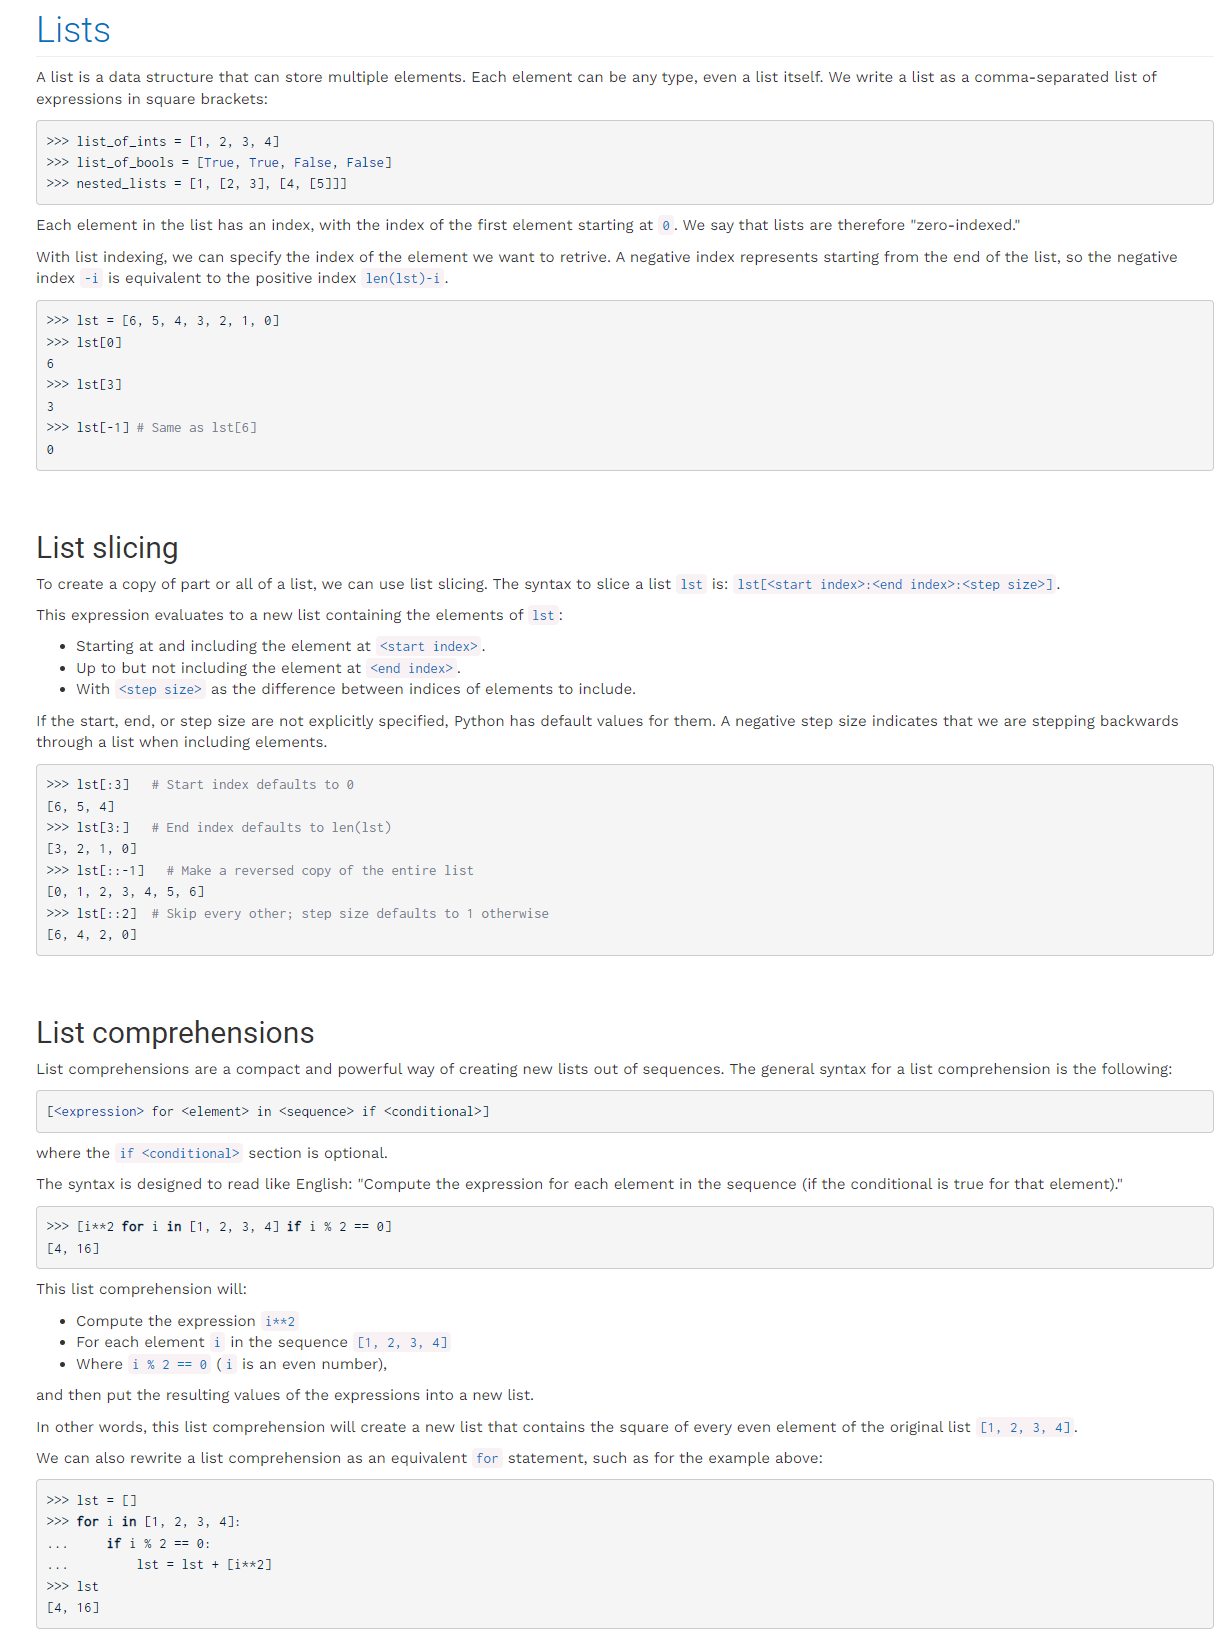 Lists
A list is a data structure that can store multiple elements. Each element can be any type, even a list itself. We write a list as a comma-separated list of
expressions in square brackets:
>>> list_of_ints = [1, 2, 3, 4]
>>> list_of_bools = [True, True, False, False]
>>> nested_lists = [1, [2, 3], [4, [5]]]
Each element in the list has an index, with the index of the first element starting at 0. We say that lists are therefore "zero-indexed."
With list indexing, we can specify the index of the element we want to retrive. A negative index represents starting from the end of the list, so the negative
index -i is equivalent to the positive index len(lst)-i.
>>> lst = [6, 5, 4, 3, 2, 1, 0]
>>> lst[0]
6
>>> lst[3]
3
>>> lst[-1] # Same as lst[6]
0
List slicing
To create a copy of part or all of a list, we can use list slicing. The syntax to slice a list lst is: lst[<start index>:<end index>:<step size>].
This expression evaluates to a new list containing the elements of lst:
• Starting at and including the element at <start index>.
• Up to but not including the element at <end index>.
• With <step size> as the difference between indices of elements to include.
If the start, end, or step size are not explicitly specified, Python has default values for them. A negative step size indicates that we are stepping backwards
through a list when including elements.
>>> lst[:3]   # Start index defaults to 0
[6, 5, 4]
>>> lst[3:]   # End index defaults to len(lst)
[3, 2, 1, 0]
>>> lst[::-1]   # Make a reversed copy of the entire list
[0, 1, 2, 3, 4, 5, 6]
>>> lst[::2]  # Skip every other; step size defaults to 1 otherwise
[6, 4, 2, 0]
List comprehensions
List comprehensions are a compact and powerful way of creating new lists out of sequences. The general syntax for a list comprehension is the following:
[<expression> for <element> in <sequence> if <conditional>]
where the if <conditional> section is optional.
The syntax is designed to read like English: "Compute the expression for each element in the sequence (if the conditional is true for that element)."
>>> [i**2 for i in [1, 2, 3, 4] if i % 2 == 0]
[4, 16]
This list comprehension will:
• Compute the expression i**2
• For each element i in the sequence [1, 2, 3, 4]
• Where i % 2 == 0 (i is an even number),
and then put the resulting values of the expressions into a new list.
In other words, this list comprehension will create a new list that contains the square of every even element of the original list [1, 2, 3, 4].
We can also rewrite a list comprehension as an equivalent for statement, such as for the example above:
>>> lst = []
>>> for i in [1, 2, 3, 4]:
...     if i % 2 == 0:
...         lst = lst + [i**2]
>>> lst
[4, 16]